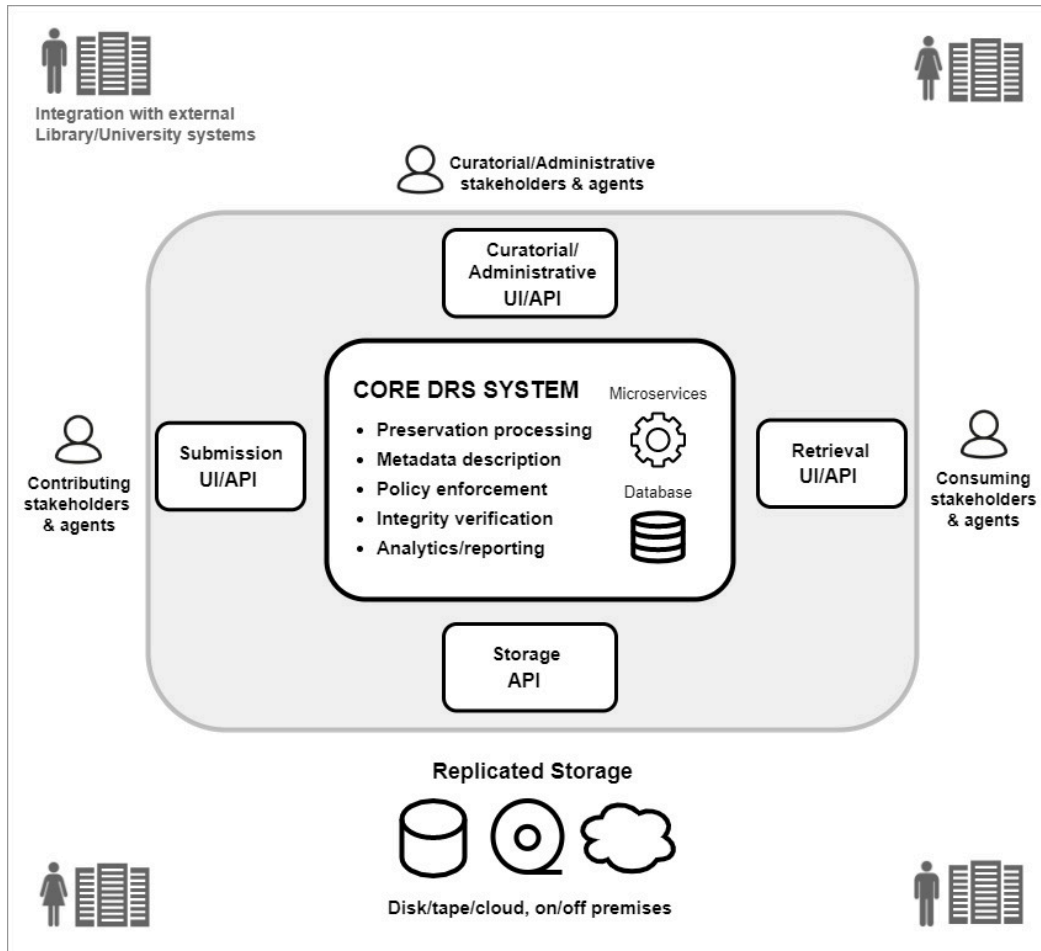 Integration with external
Library/University systems
Curatorial/Administrative
stakeholders & agents
Curatorial/
Administrative
UI/API
CORE DRS SYSTEM
• Preservation processing
• Metadata description
• Policy enforcement
• Integrity verification
• Analytics/reporting
Microservices
Database
Submission
UI/API
Contributing
stakeholders
& agents
Retrieval
UI/API
Consuming
stakeholders
& agents
Storage
API
Replicated Storage
Disk/tape/cloud, on/off premises